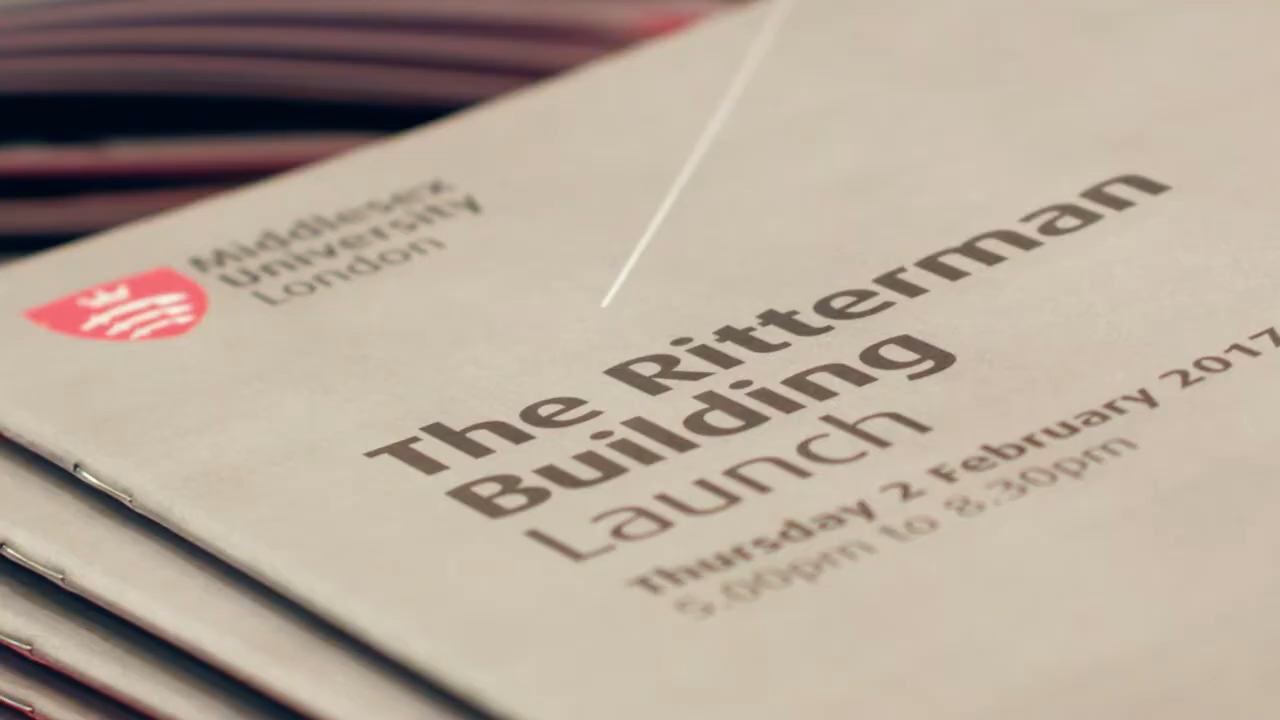 Middlesex
University
London
The Ritterman
Building
Launch
Thursday 2 February 2017
5.00pm to 8.30pm